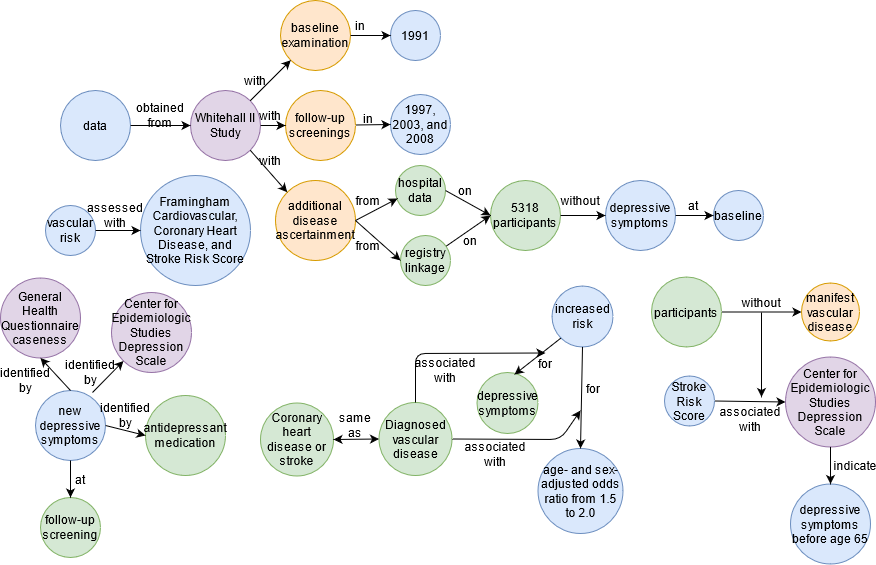 baseline
examination
in
1991
with
data
obtained
from
Whitehall II
Study
with
follow-up
screenings
in
1997,
2003, and
2008
with
additional
disease
ascertainment
from
hospital
data
on
from
registry
linkage
on
5318
participants
without
depressive
symptoms
at
baseline
vascular
risk
assessed
with
Framingham
Cardiovascular,
Coronary Heart
Disease, and
Stroke Risk Score
General
Health
Questionnaire
caseness
Center for
Epidemiologic
Studies
Depression
Scale
identified
by
identified
by
new
depressive
symptoms
identified
by
antidepressant
medication
at
follow-up
screening
increased
risk
associated
with
for
depressive
symptoms
for
Coronary
heart
disease or
stroke
same
as
Diagnosed
vascular
disease
associated
with
age- and sex-
adjusted odds
ratio from 1.5
to 2.0
participants
without
manifest
vascular
disease
Stroke
Risk
Score
associated
with
Center for
Epidemiologic
Studies
Depression
Scale
indicate
depressive
symptoms
before age 65